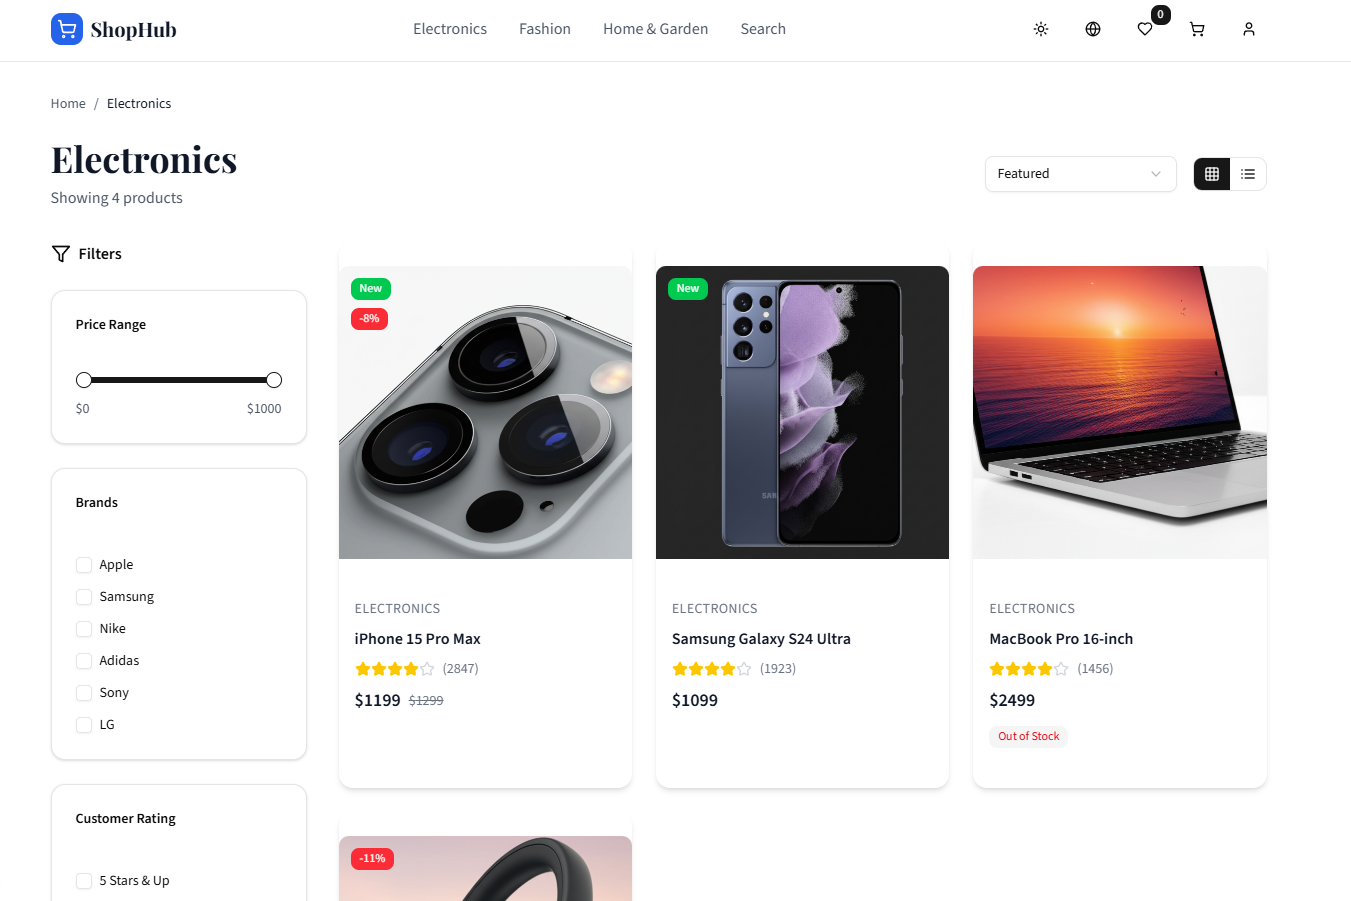 ShopHub
Electronics
Fashion
Home & Garden
Search
0
Home / Electronics
Electronics
Showing 4 products
Featured
Filters
Price Range
$0
$1000
Brands
Apple
Samsung
Nike
Adidas
Sony
LG
Customer Rating
5 Stars & Up
New
-8%
ELECTRONICS
iPhone 15 Pro Max
(2847)
$1199 $1299
New
SAM
ELECTRONICS
Samsung Galaxy S24 Ultra
(1923)
$1099
ELECTRONICS
MacBook Pro 16-inch
(1456)
$2499
Out of Stock
-11%